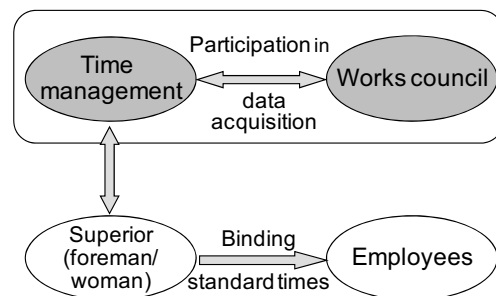 Time
management
Participation in
data
acquisition
Works council
Superior
(foreman/
woman)
Binding
standard times
Employees